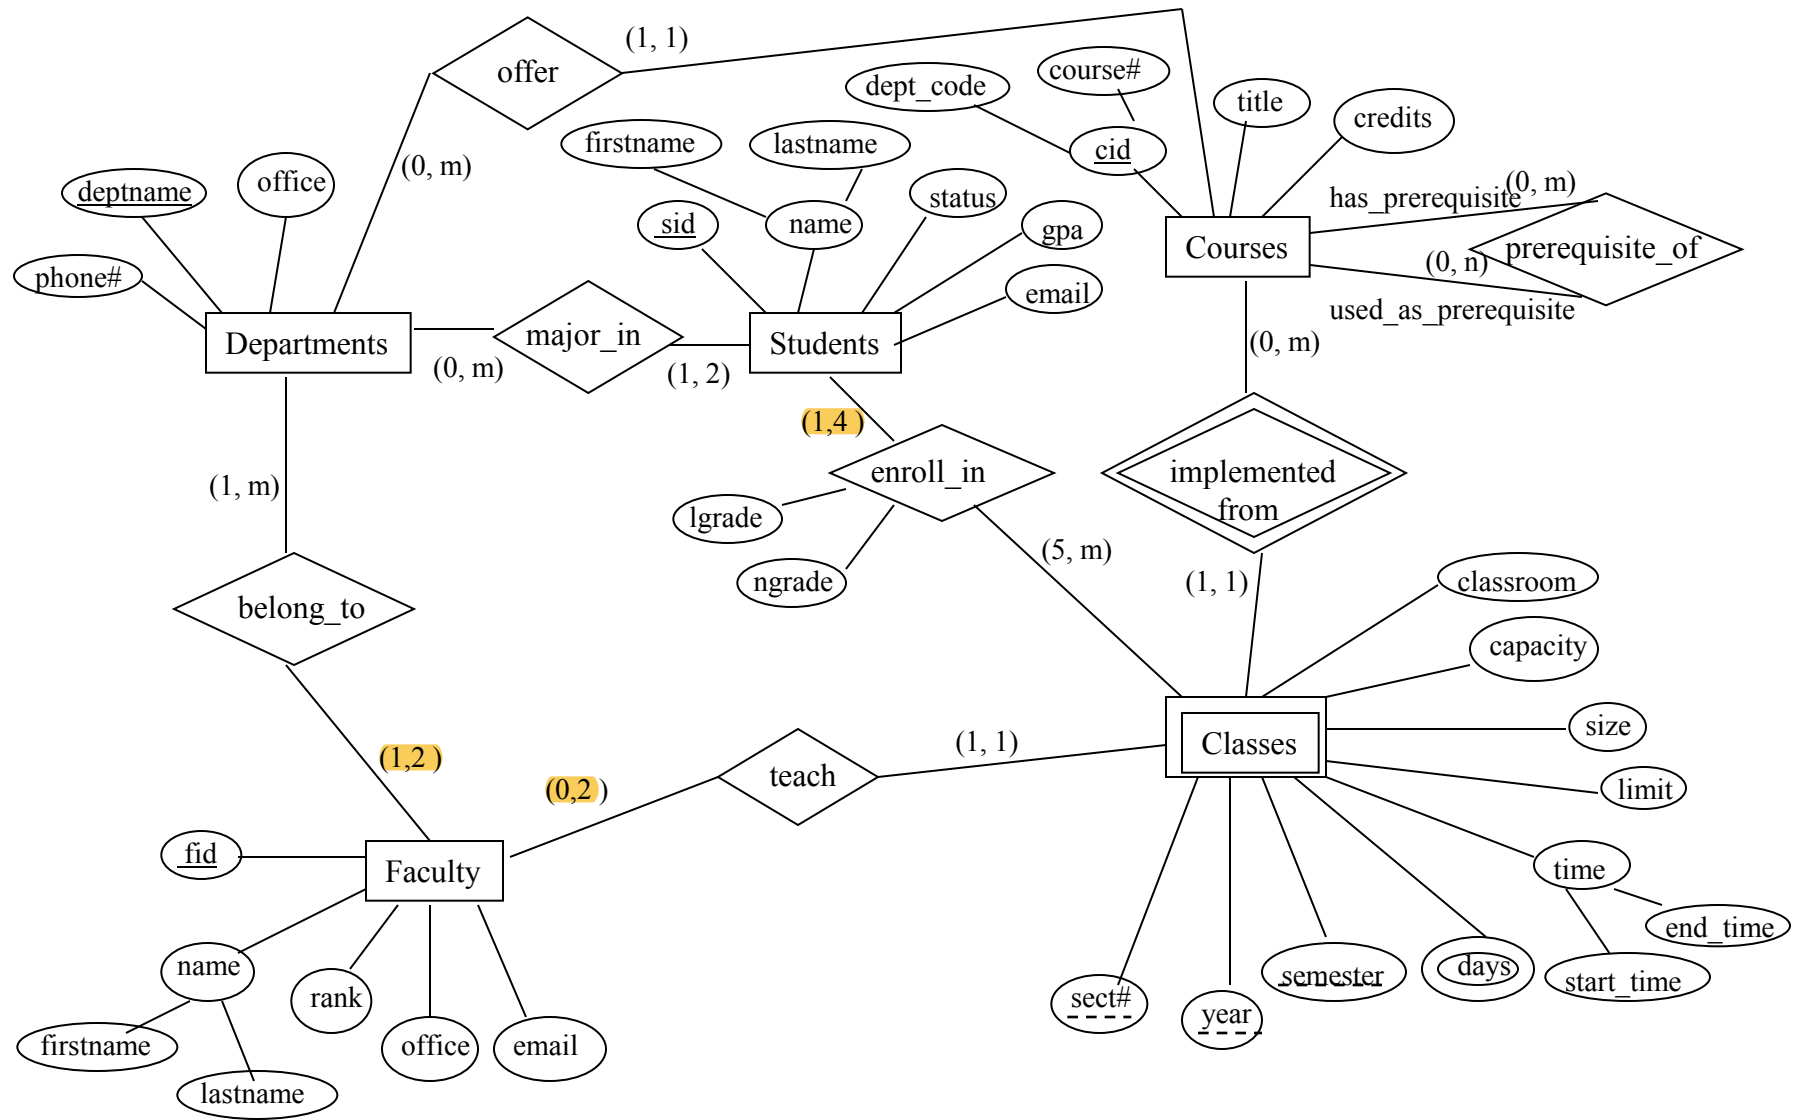 (1, 1)
offer
course#
dept_code
title
credits
firstname
lastname
cid
(0, m)
office
deptname
status
has_prerequisite
(0, m)
sid
name
gpa
Courses
prerequisite_of
(0, n)
phone#
email
used_as_prerequisite
Departments
major_in
Students
(0, m)
(0, m)
(1, 2)
(1,4 )
enroll_in
implemented
from
(1, m)
lgrade
(5, m)
ngrade
(1, 1)
classroom
belong_to
capacity
size
(1,2 )
(1, 1)
Classes
teach
(0,2 )
limit
fid
Faculty
time
end_time
name
rank
semester
days
start_time
sect#
year
firstname
office
email
lastname